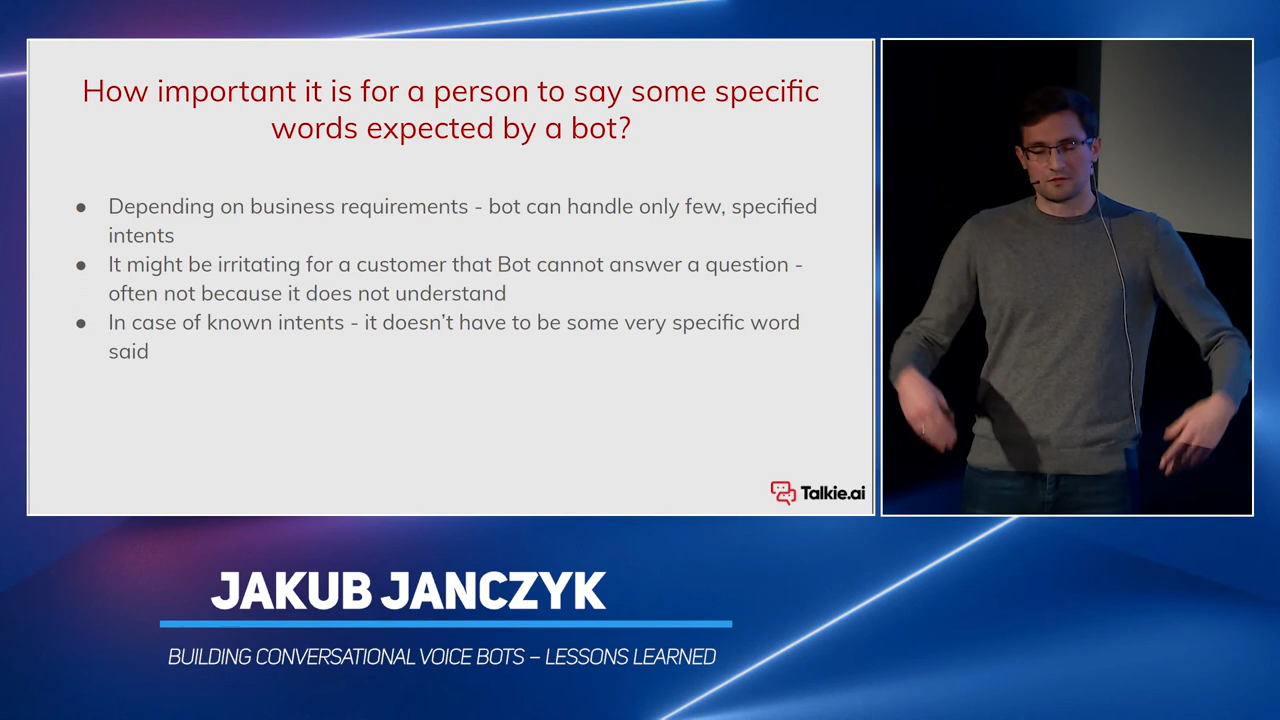 How important it is for a person to say some specific
words expected by a bot?
● Depending on business requirements - bot can handle only few, specified
intents
● It might be irritating for a customer that Bot cannot answer a question -
often not because it does not understand
● In case of known intents - it doesn't have to be some very specific word
said
Talkie.ai
JAKUB JANCZYK
BUILDING CONVERSATIONAL VOICE BOTS – LESSONS LEARNED